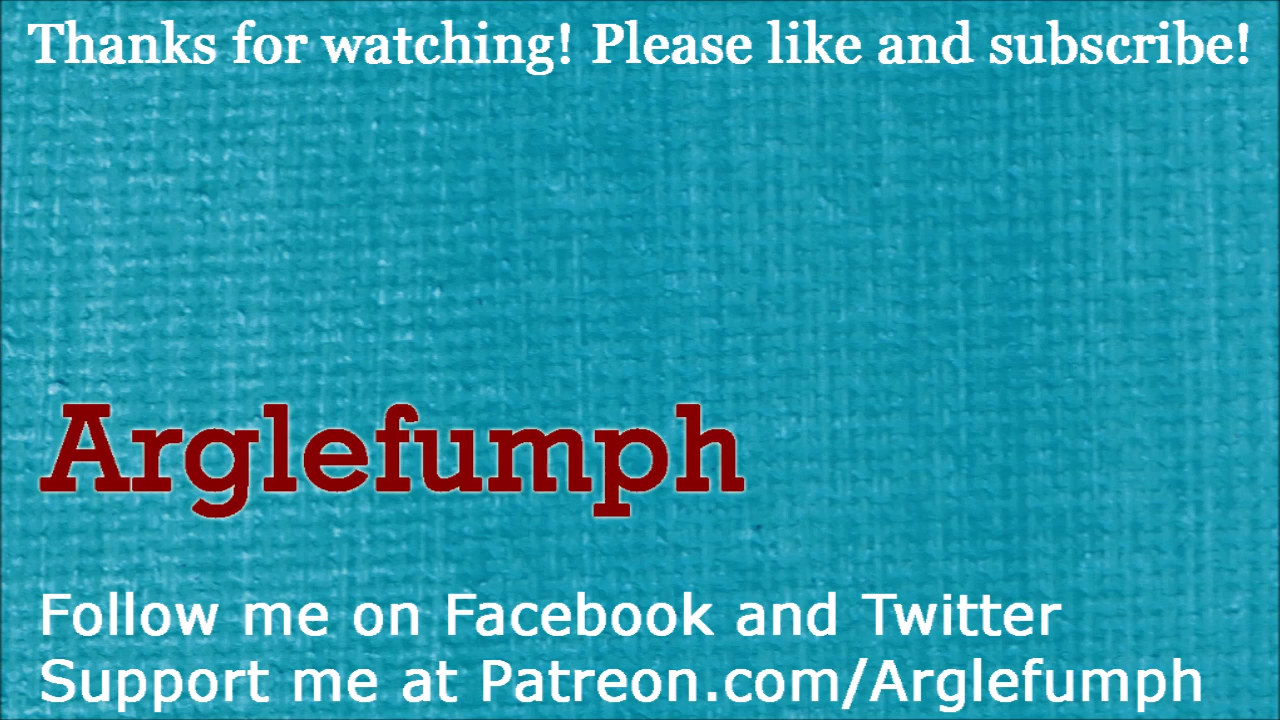 Thanks for watching! Please like and subscribe!
Arglefumph
Follow me on Facebook and Twitter
Support me at Patreon.com/Arglefumph